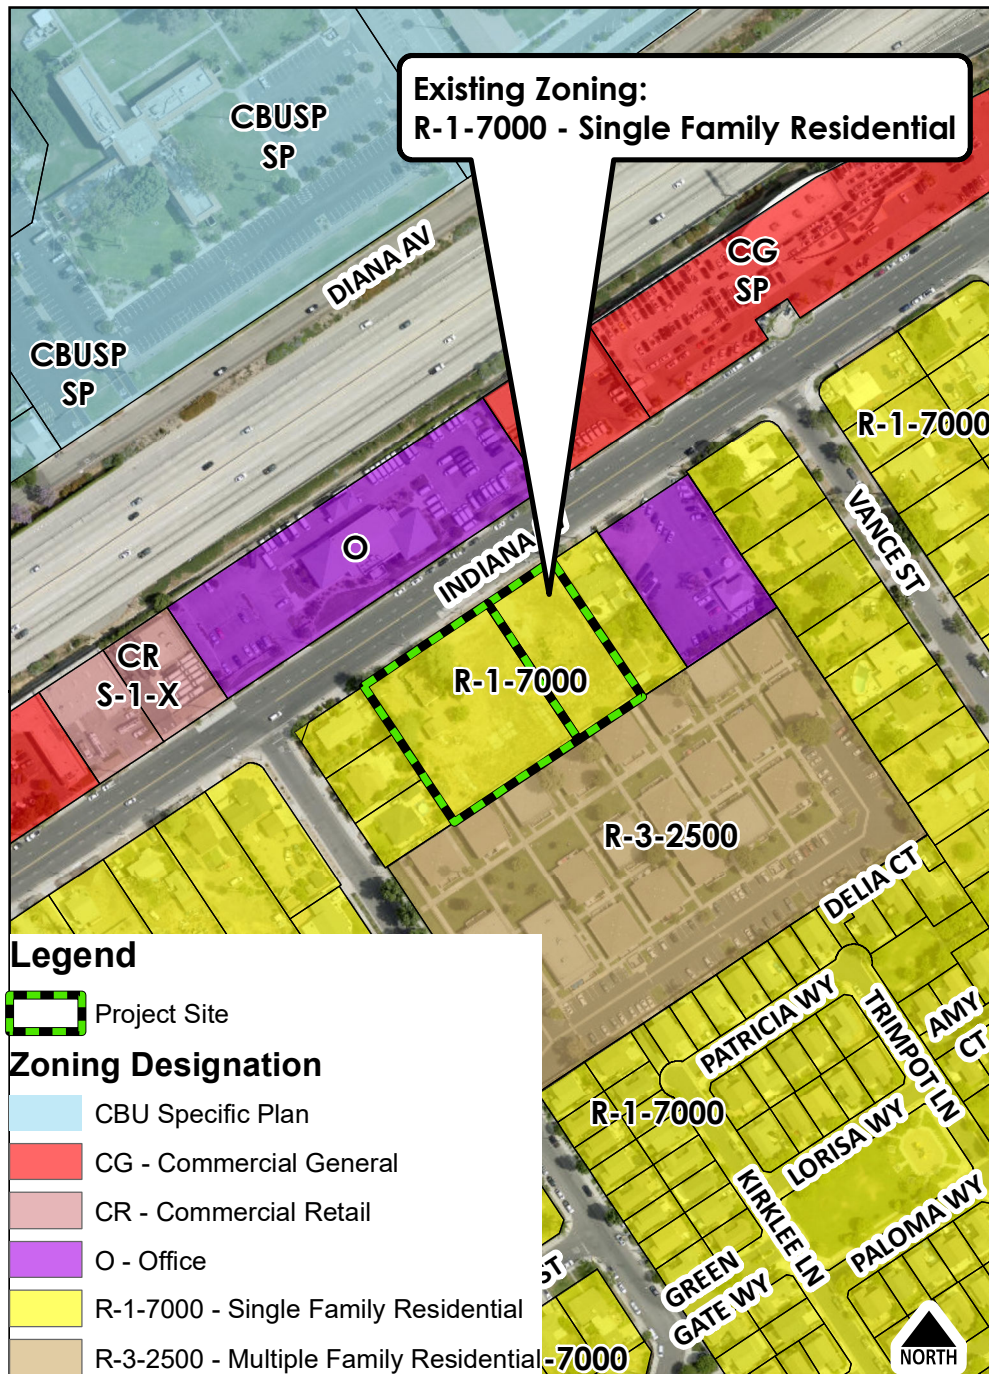 Existing Zoning:
R-1-7000 - Single Family Residential
CBUSP
SP
DIANA AV
CG
SP
CBUSP
SP
R-1-7000
VANCE ST
O
INDIANA
CR
S-1-X
R-1-7000
R-3-2500
DELIA CT
PATRICIA WY
TRIMPOT LN
AMY
CT
R-1-7000
LORISA WY
KIRKLEE LN
PALOMA WY
GREEN
GATE WY
ST
-7000
NORTH
Legend
Project Site
Zoning Designation
CBU Specific Plan
CG - Commercial General
CR - Commercial Retail
O - Office
R-1-7000 - Single Family Residential
R-3-2500 - Multiple Family Residential